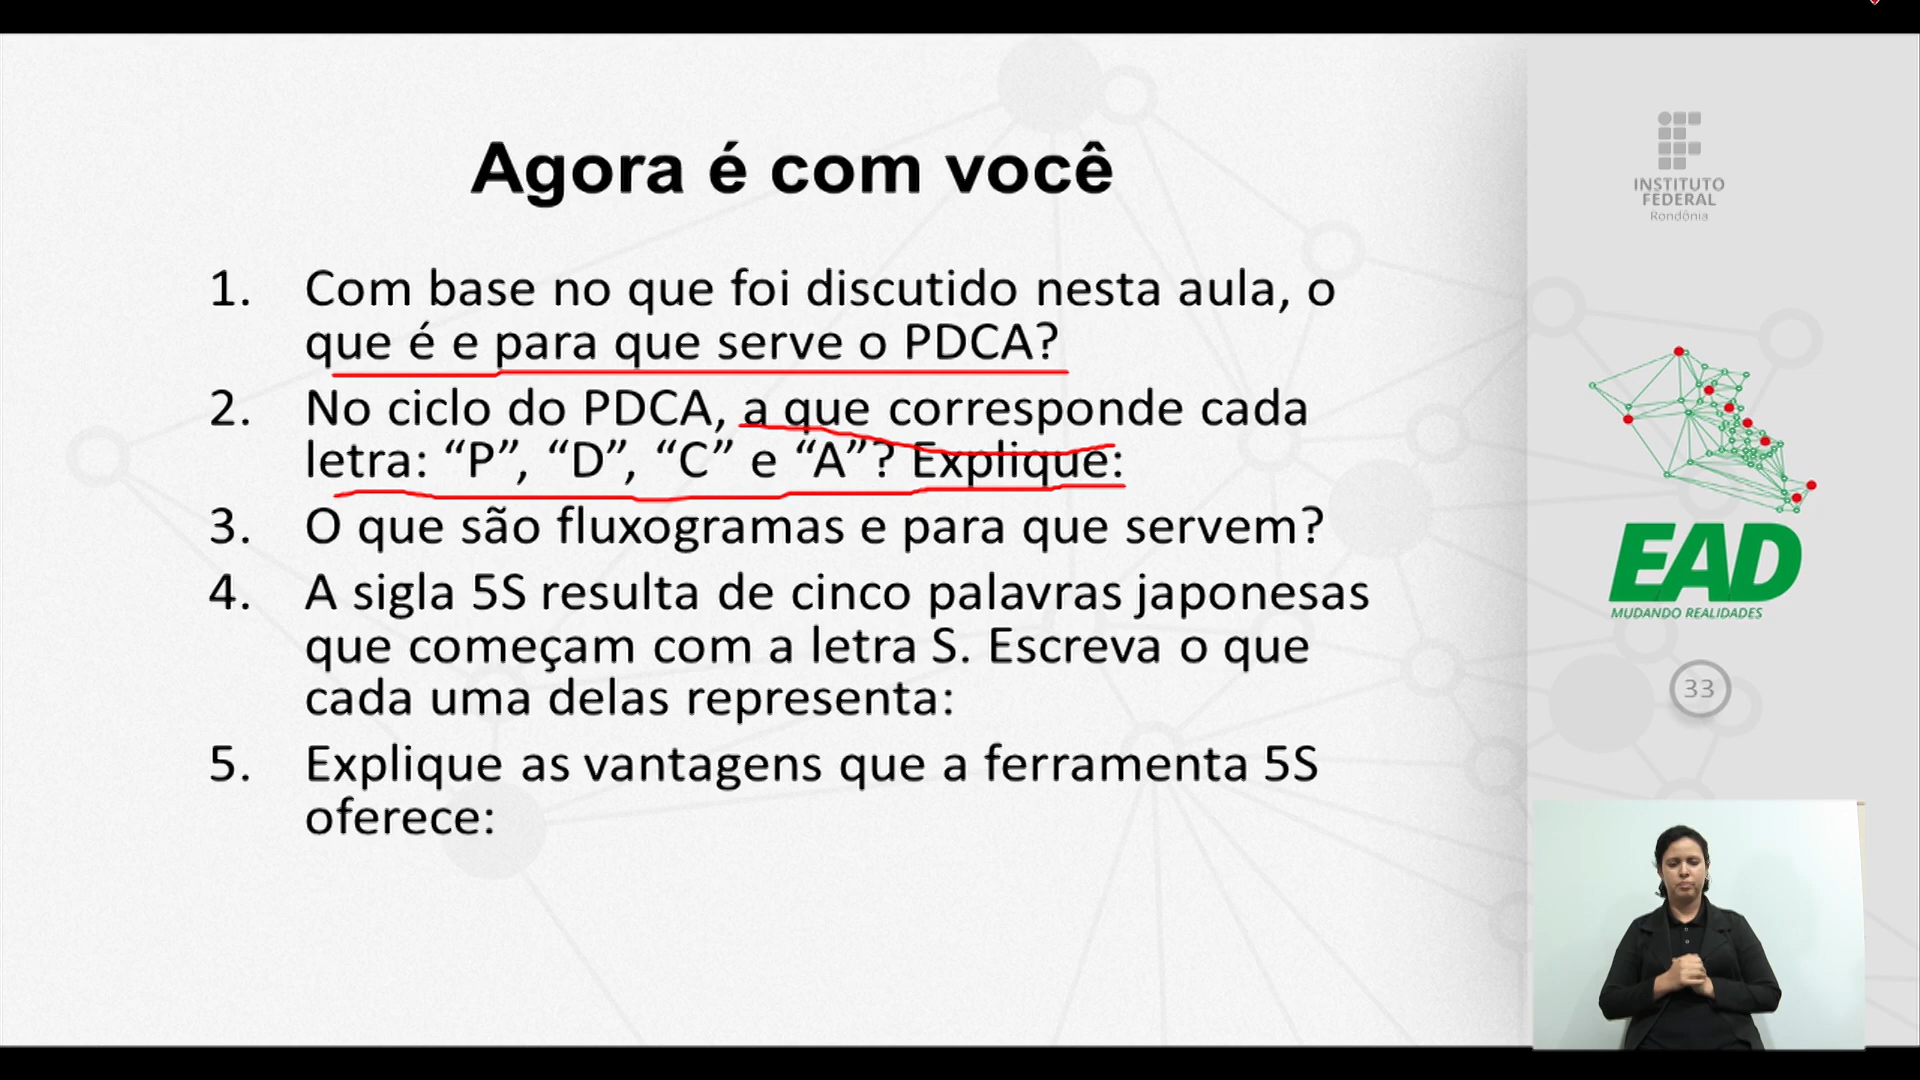 Agora é com você
1. Com base no que foi discutido nesta aula, o
que é e para que serve o PDCA?
2. No ciclo do PDCA, a que corresponde cada
letra: “P”, “D”, “C” e “A”? Explique:
3. O que são fluxogramas e para que servem?
4. A sigla 5S resulta de cinco palavras japonesas
que começam com a letra S. Escreva o que
cada uma delas representa:
5. Explique as vantagens que a ferramenta 5S
oferece:
INSTITUTO
FEDERAL
Rondônia
EAD
MUDANDO REALIDADES
33